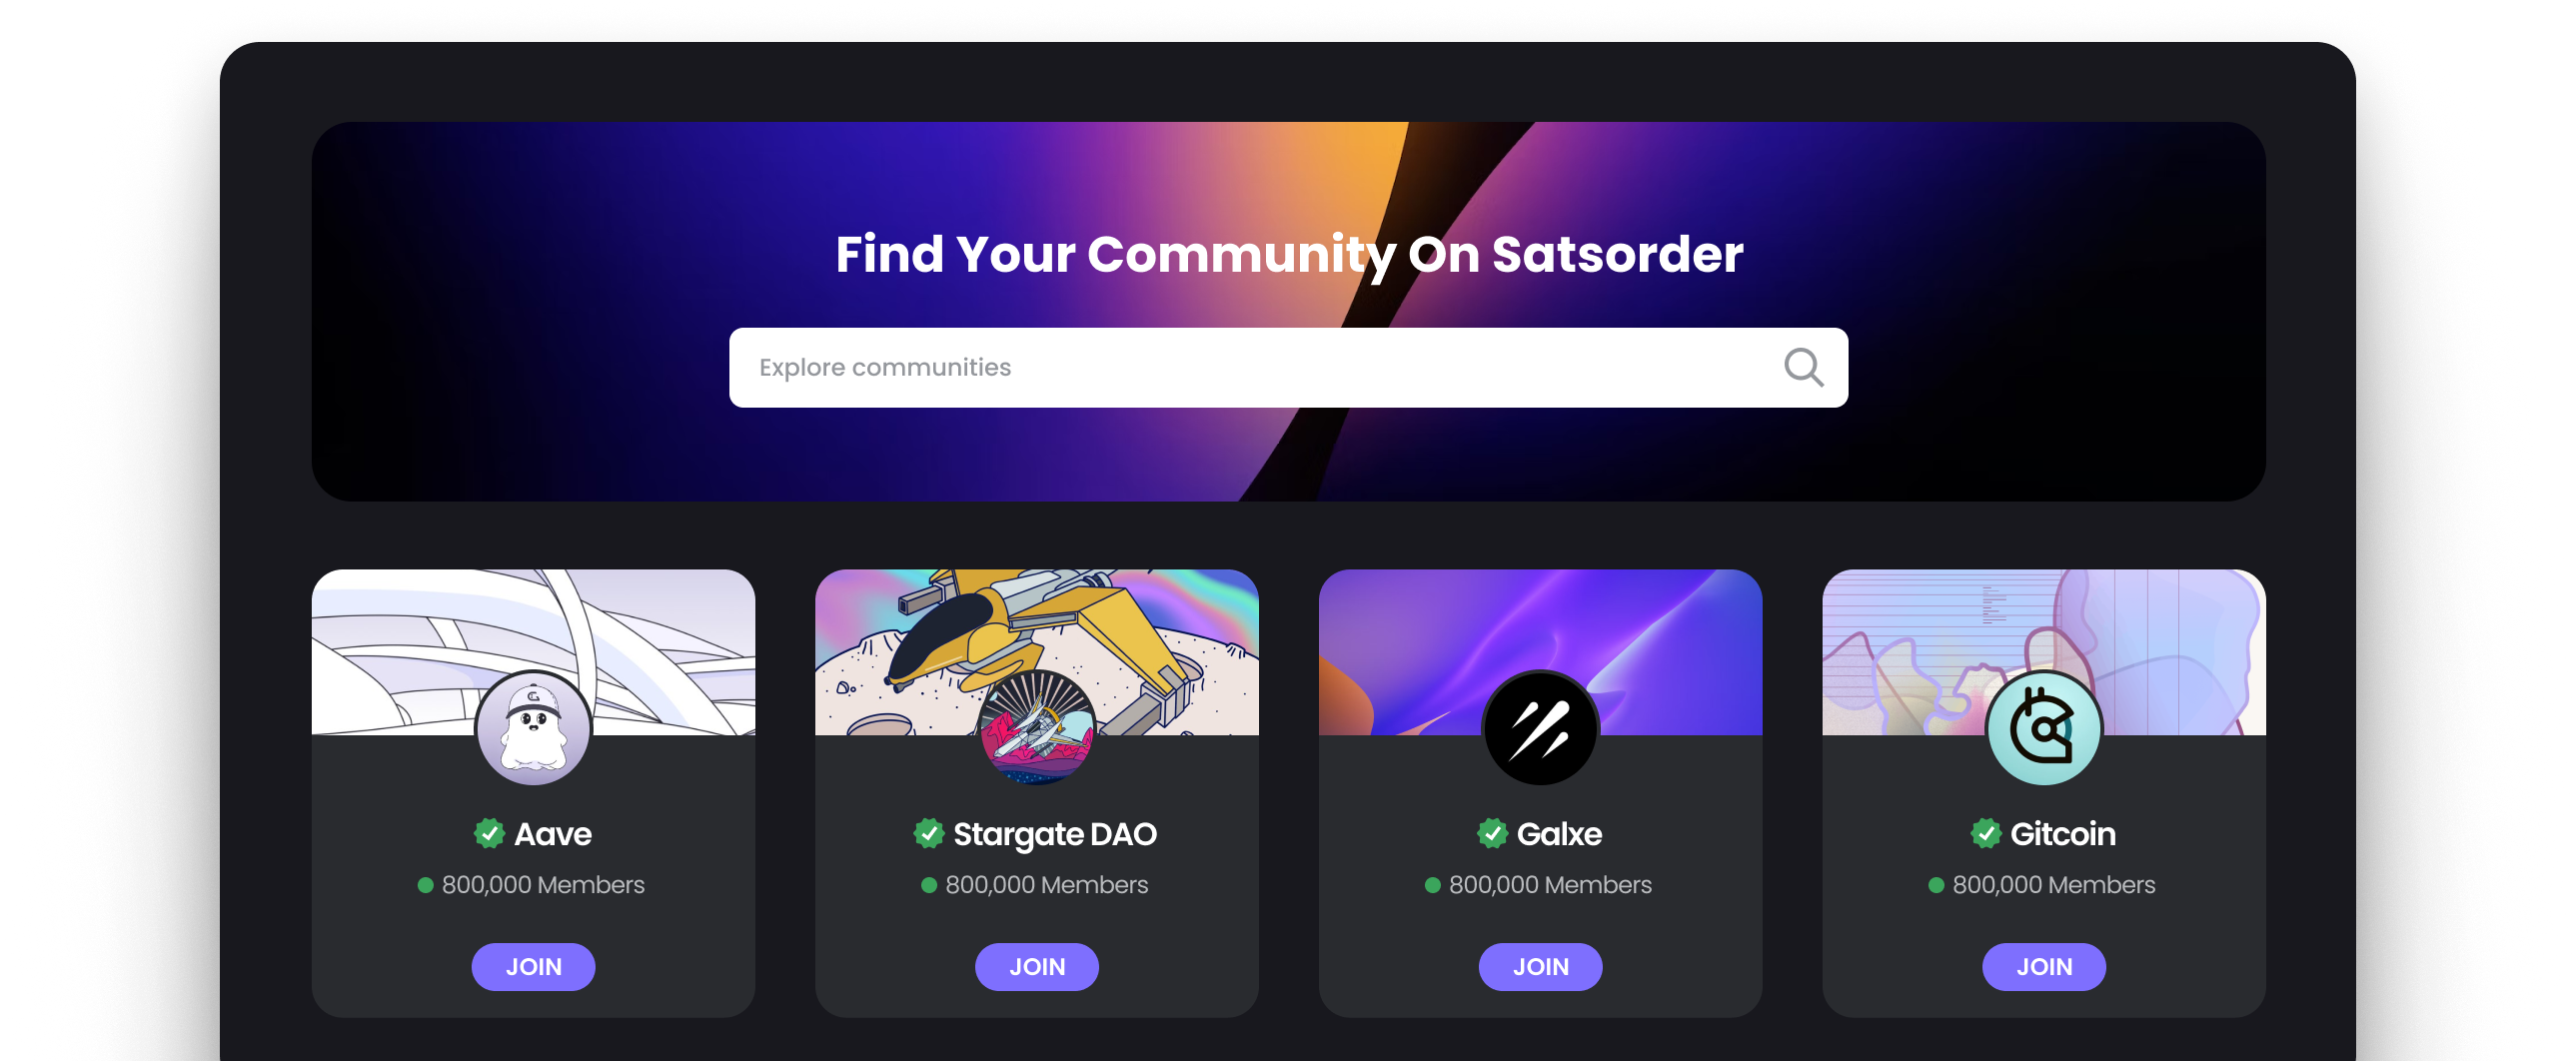 Find Your Community On Satsorder
Explore communities
Aave
800,000 Members
JOIN
Stargate DAO
800,000 Members
JOIN
Galxe
800,000 Members
JOIN
Gitcoin
800,000 Members
JOIN